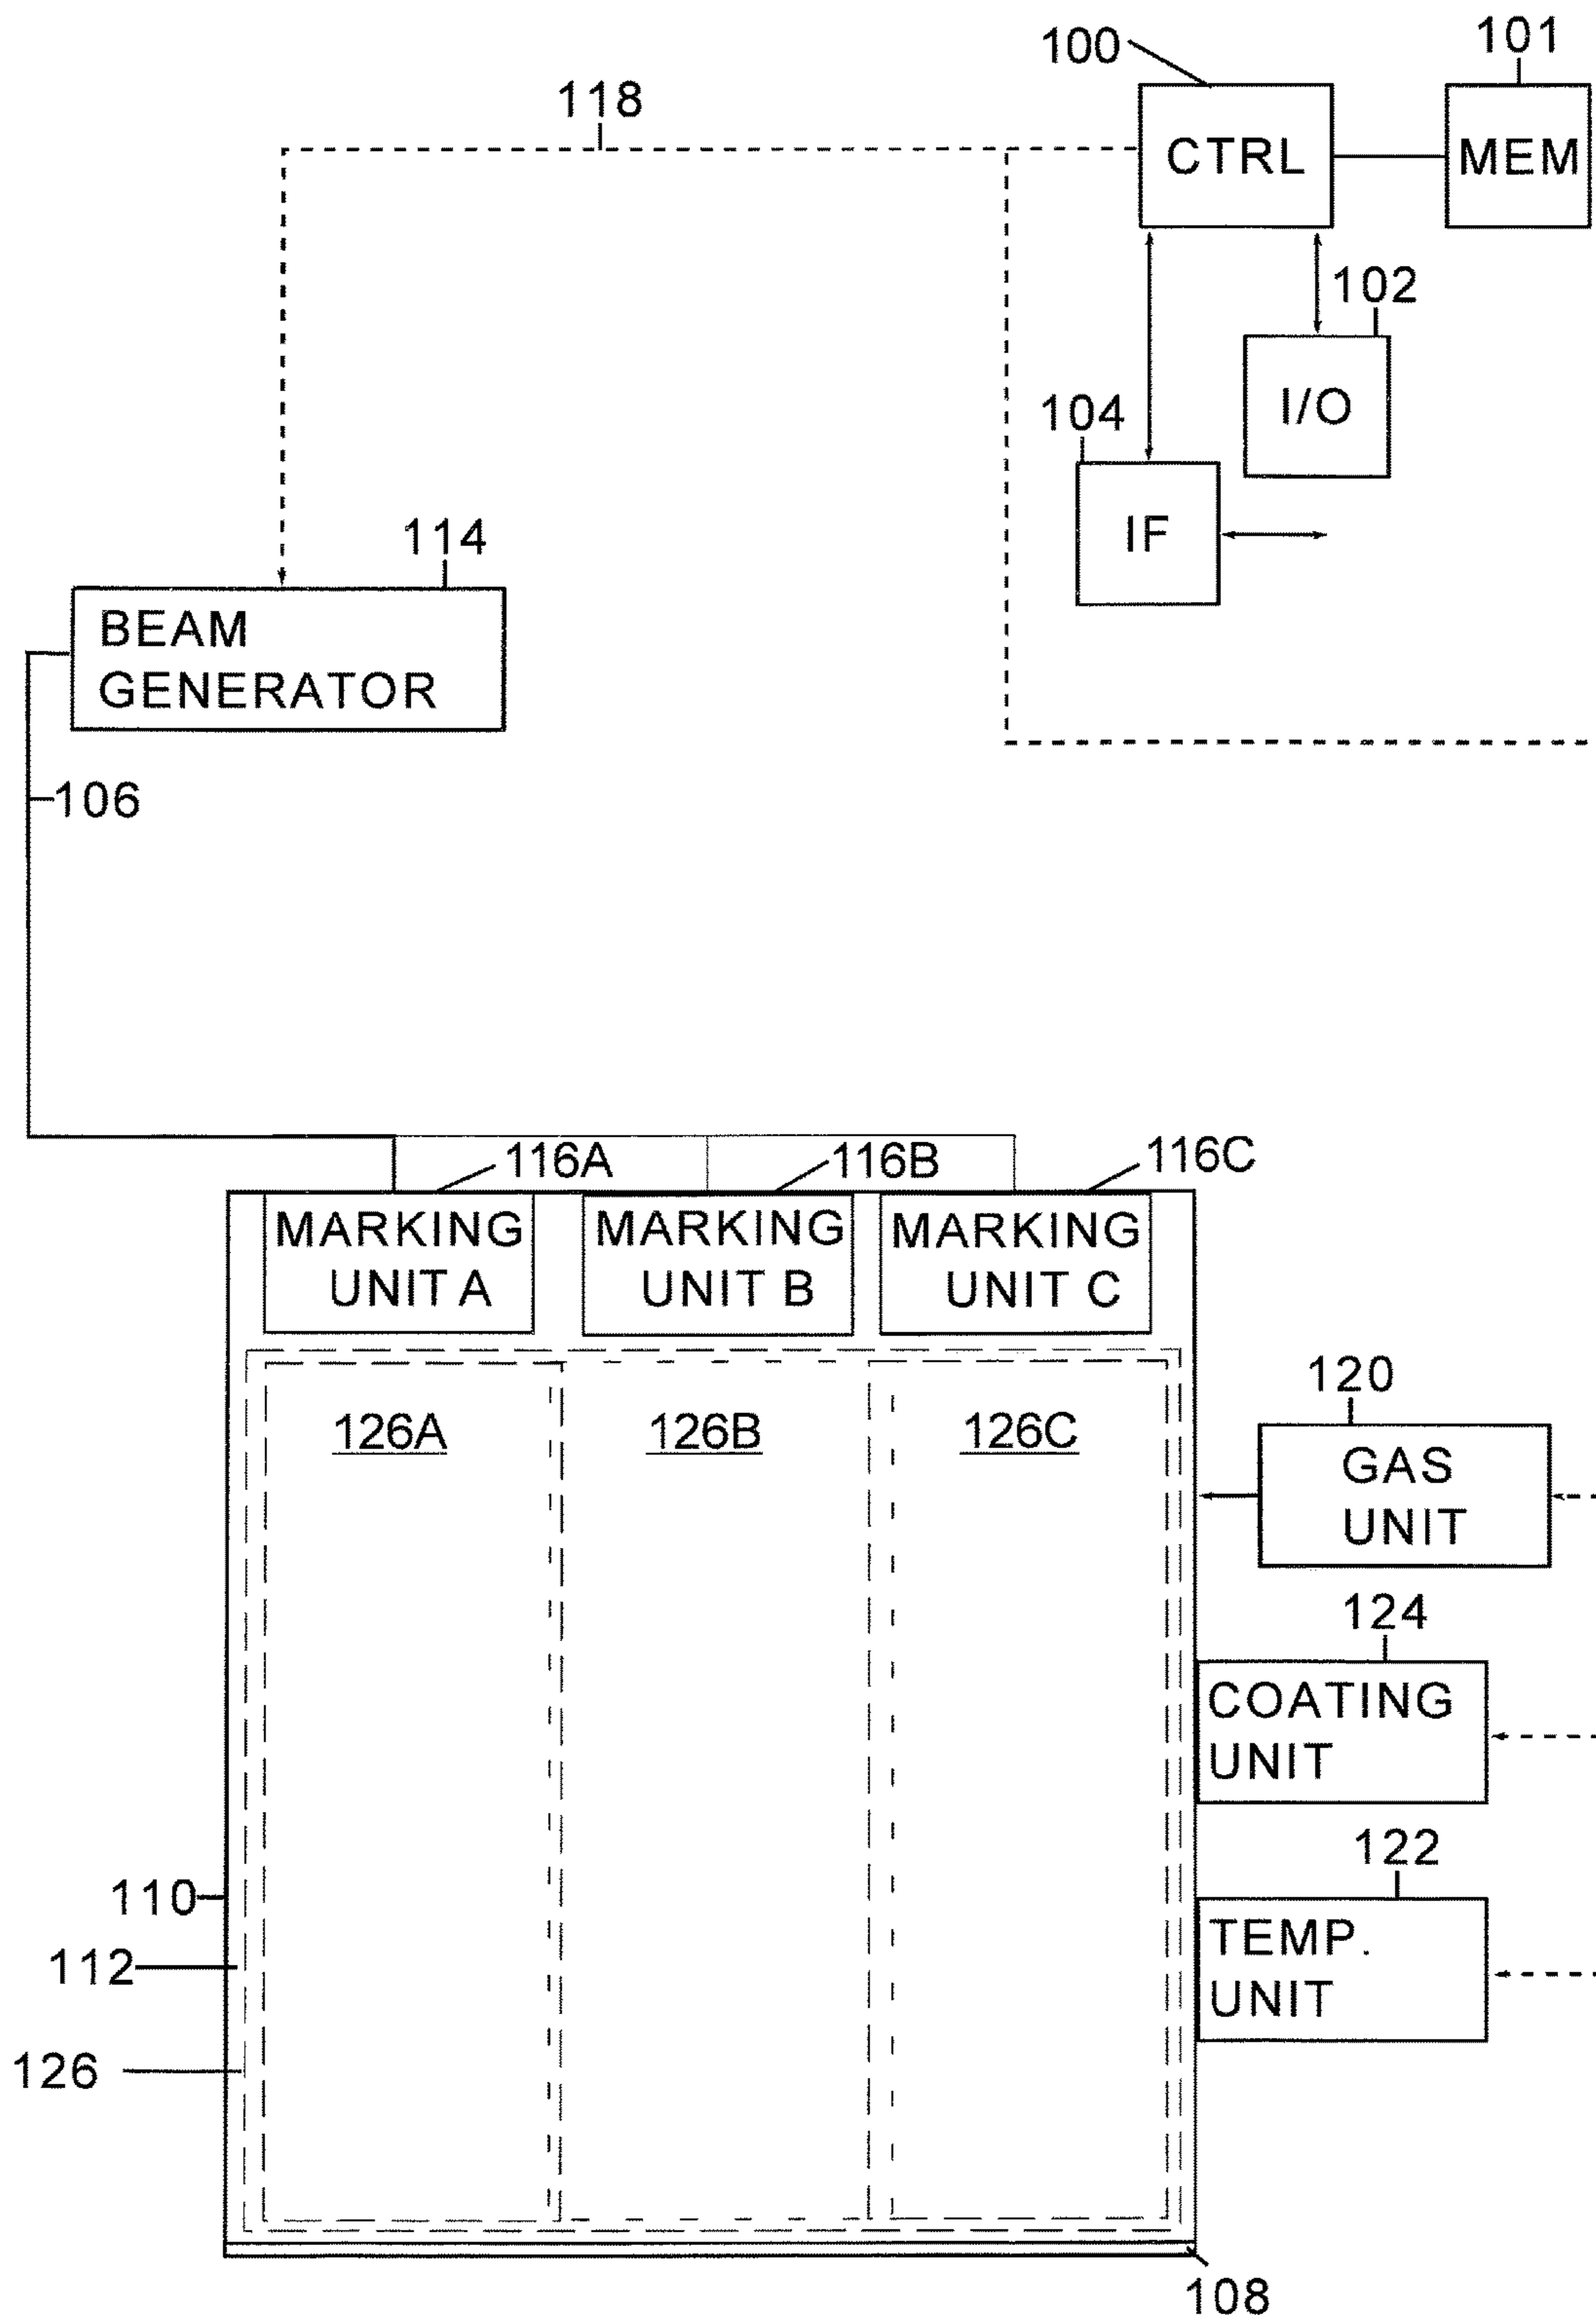 100
101
118
CTRL
MEM
102
104
I/O
IF
114
BEAM
GENERATOR
106
116A
116B
116C
MARKING
UNIT A
MARKING
UNIT B
MARKING
UNIT C
126A
126B
126C
120
GAS
UNIT
124
COATING
UNIT
110
122
112
TEMP.
UNIT
126
108